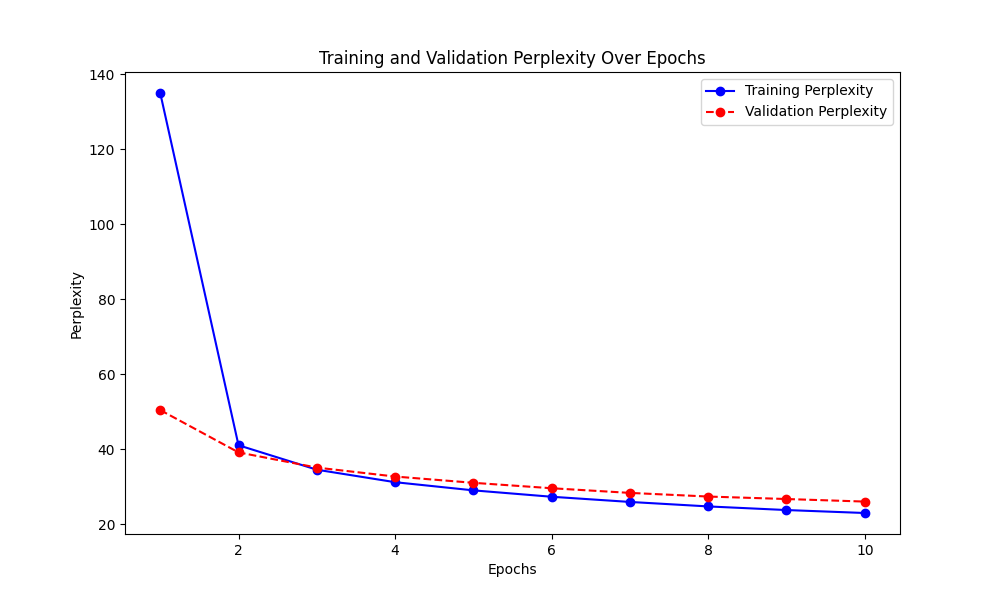 Training and Validation Perplexity Over Epochs
Training Perplexity
Validation Perplexity
140
120
100
80
60
40
20
Perplexity
2
4
6
8
10
Epochs